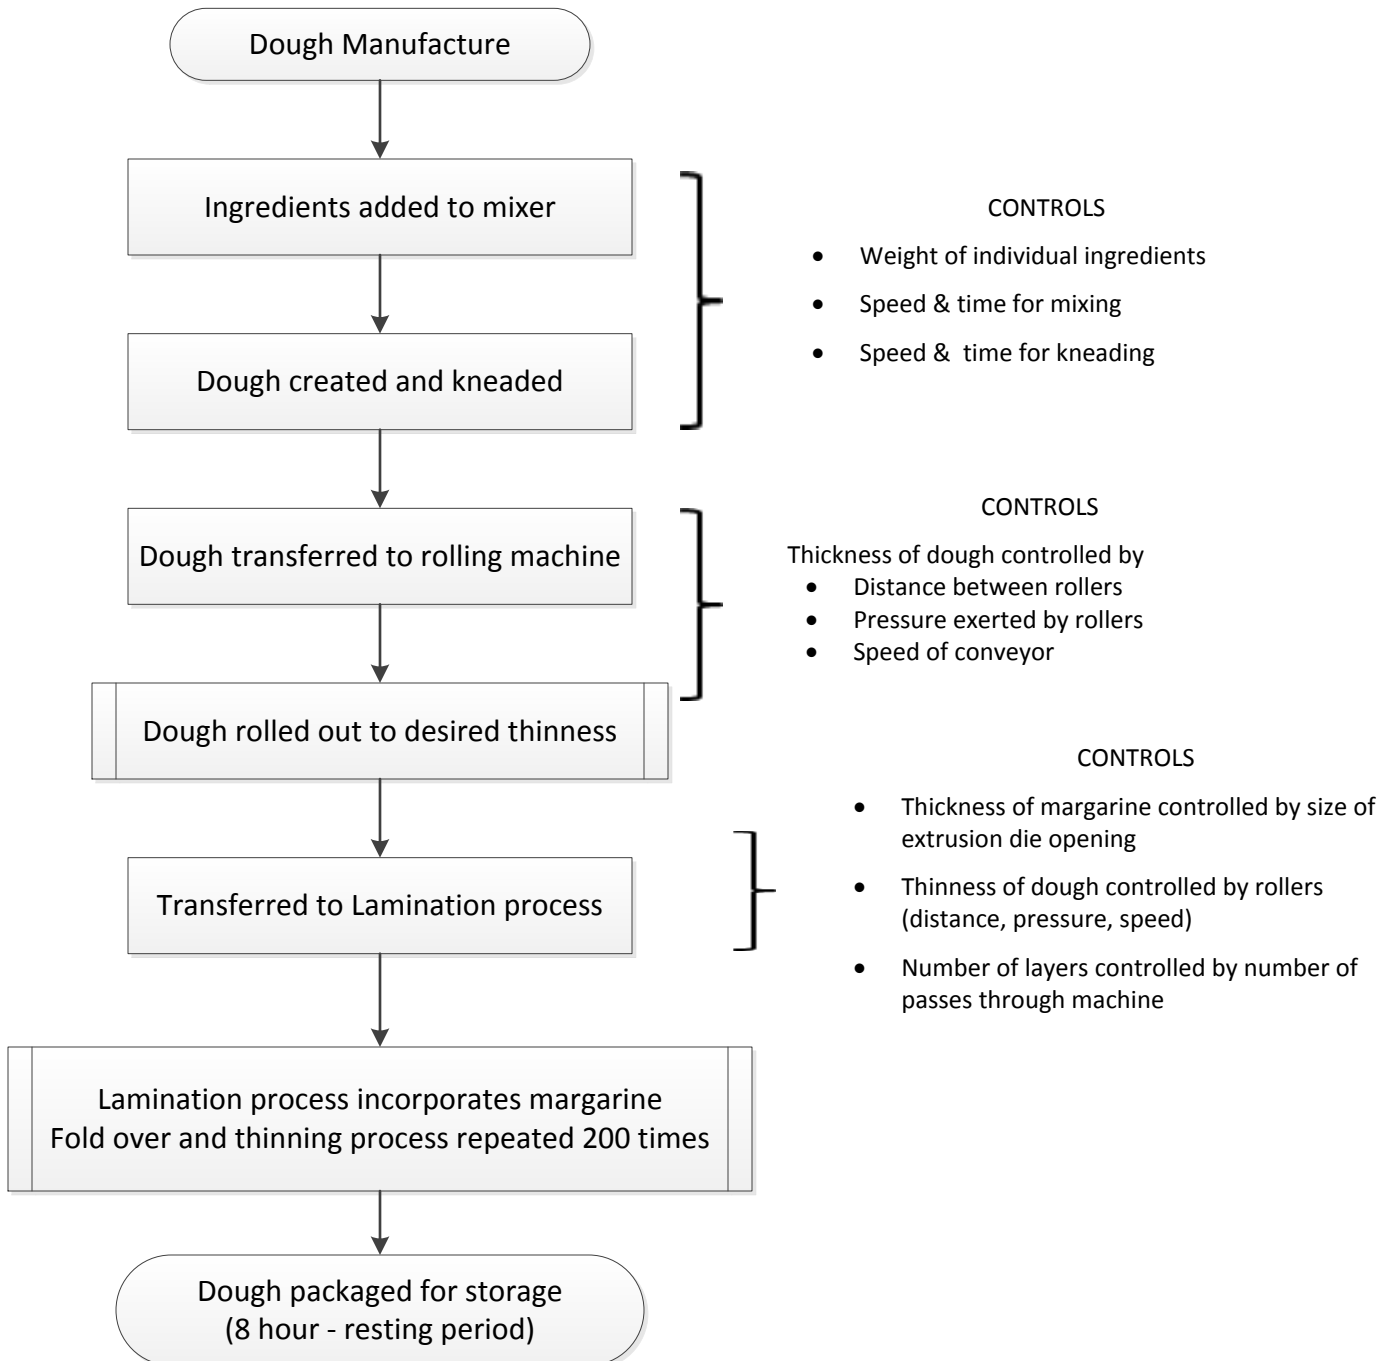 Dough Manufacture
Ingredients added to mixer
CONTROLS
• Weight of individual ingredients
• Speed & time for mixing
• Speed &  time for kneading
Dough created and kneaded
Dough transferred to rolling machine
CONTROLS
Thickness of dough controlled by
• Distance between rollers
• Pressure exerted by rollers
• Speed of conveyor
Dough rolled out to desired thinness
Transferred to Lamination process
CONTROLS
• Thickness of margarine controlled by size of
extrusion die opening
• Thinness of dough controlled by rollers
(distance, pressure, speed)
• Number of layers controlled by number of
passes through machine
Lamination process incorporates margarine
Fold over and thinning process repeated 200 times
Dough packaged for storage
(8 hour - resting period)